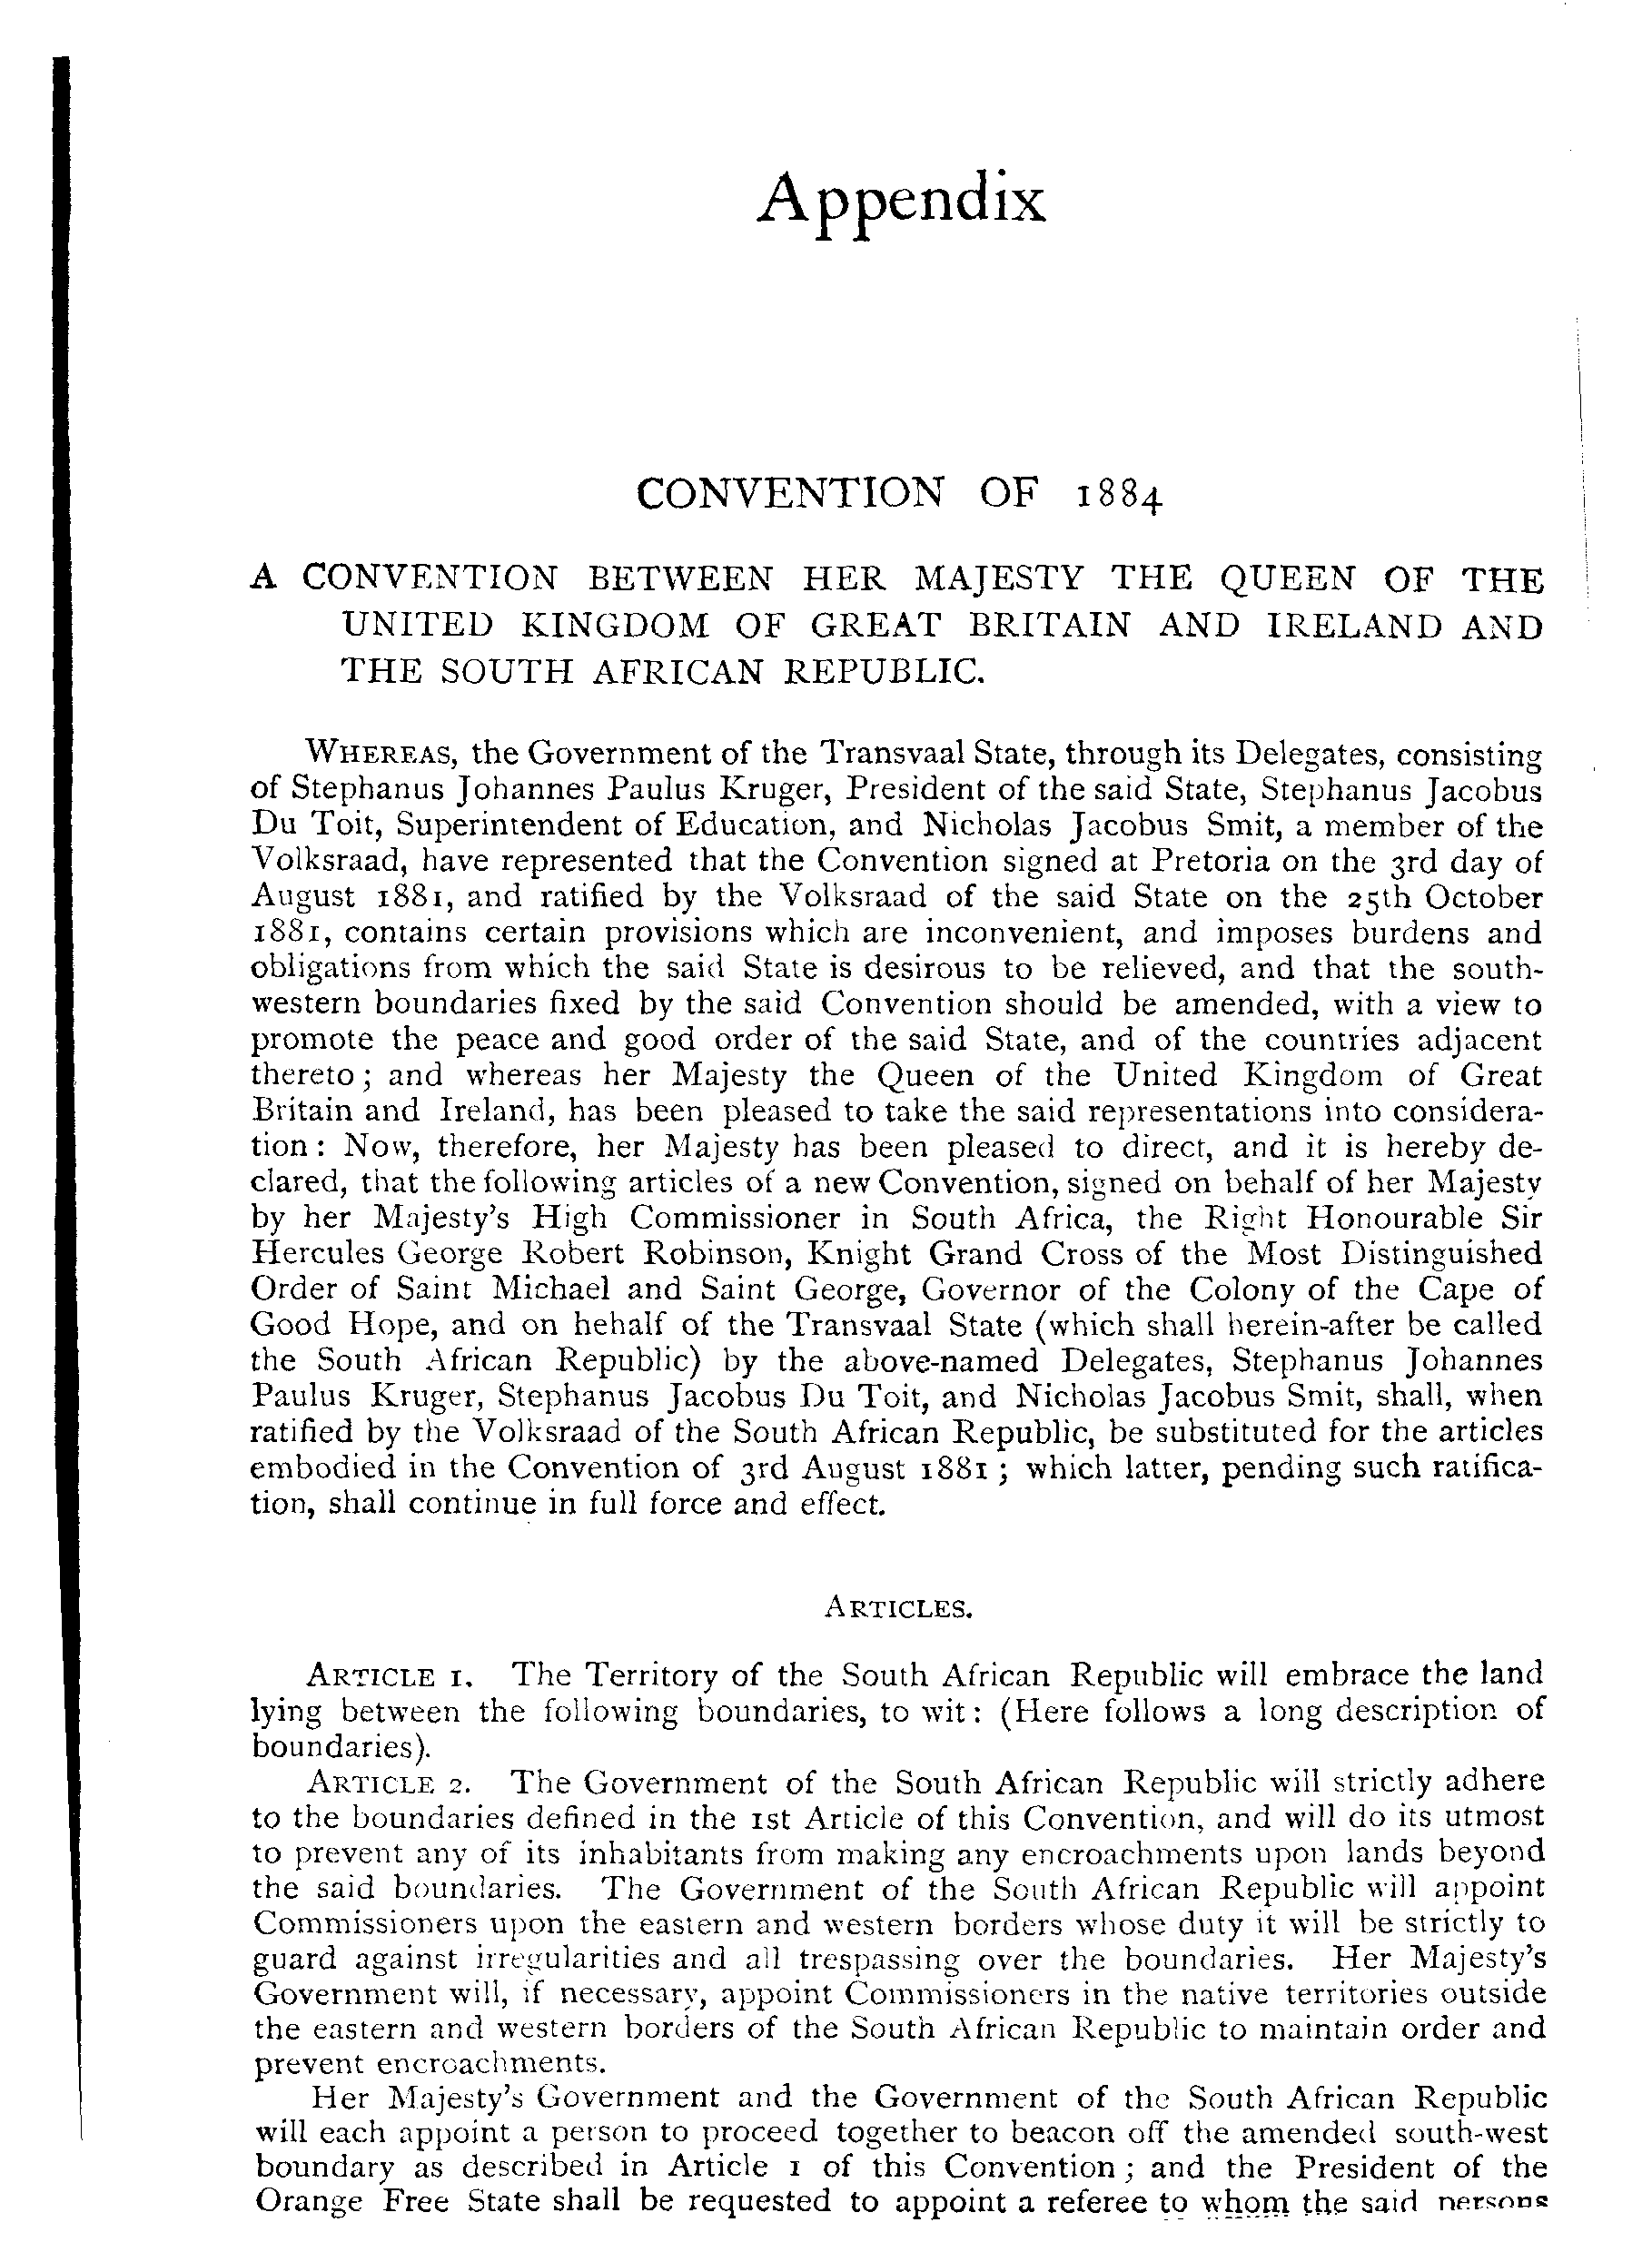 Appendix
CONVENTION OF 1884
A CONVENTION BETWEEN HER MAJESTY THE QUEEN OF THE
UNITED KINGDOM OF GREAT BRITAIN AND IRELAND AND
THE SOUTH AFRICAN REPUBLIC.
WHEREAS, the Government of the Transvaal State, through its Delegates, consisting
of Stephanus Johannes Paulus Kruger, President of the said State, Stephanus Jacobus
Du Toit, Superintendent of Education, and Nicholas Jacobus Smit, a member of the
Volksraad, have represented that the Convention signed at Pretoria on the 3rd day of
August 1881, and ratified by the Volksraad of the said State on the 25th October
1881, contains certain provisions which are inconvenient, and imposes burdens and
obligations from which the said State is desirous to be relieved, and that the south-
western boundaries fixed by the said Convention should be amended, with a view to
promote the peace and good order of the said State, and of the countries adjacent
thereto; and whereas her Majesty the Queen of the United Kingdom of Great
Britain and Ireland, has been pleased to take the said representations into considera-
tion: Now, therefore, her Majesty has been pleased to direct, and it is hereby de-
clared, that the following articles of a new Convention, signed on behalf of her Majesty
by her Majesty's High Commissioner in South Africa, the Right Honourable Sir
Hercules George Robert Robinson, Knight Grand Cross of the Most Distinguished
Order of Saint Michael and Saint George, Governor of the Colony of the Cape of
Good Hope, and on hehalf of the Transvaal State (which shall herein-after be called
the South African Republic) by the above-named Delegates, Stephanus Johannes
Paulus Kruger, Stephanus Jacobus Du Toit, and Nicholas Jacobus Smit, shall, when
ratified by the Volksraad of the South African Republic, be substituted for the articles
embodied in the Convention of 3rd August 1881; which latter, pending such ratifica-
tion, shall continue in full force and effect.
ARTICLES.
ARTICLE 1. The Territory of the South African Republic will embrace the land
lying between the following boundaries, to wit: (Here follows a long description of
boundaries).
ARTICLE 2. The Government of the South African Republic will strictly adhere
to the boundaries defined in the 1st Article of this Convention, and will do its utmost
to prevent any of its inhabitants from making any encroachments upon lands beyond
the said boundaries. The Government of the South African Republic will appoint
Commissioners upon the eastern and western borders whose duty it will be strictly to
guard against irregularities and all trespassing over the boundaries. Her Majesty's
Government will, if necessary, appoint Commissioners in the native territories outside
the eastern and western borders of the South African Republic to maintain order and
prevent encroachments.
Her Majesty's Government and the Government of the South African Republic
will each appoint a person to proceed together to beacon off the amended south-west
boundary as described in Article 1 of this Convention; and the President of the
Orange Free State shall be requested to appoint a referee to whom the said persons